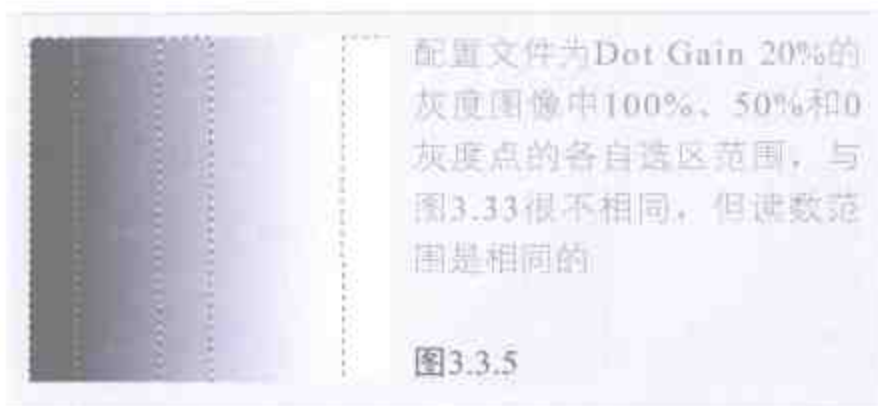 配置文件为Dot Gain 20%的
灰度图像中100%、50%和0
灰度点的各自选区范围，与
图3.33很不相同，但读数范
围是相同的
图3.3.5